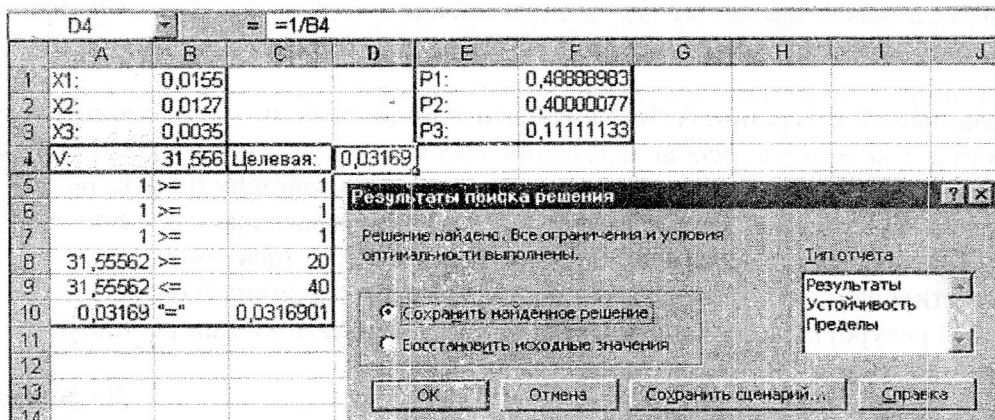 D4 = =1/B4
A B C D E F G H I J
1 X1: 0,0155 P1: 0,48888983
2 X2: 0,0127 P2: 0,40000077
3 X3: 0,0035 P3: 0,11111133
4 V: 31,556 Целевая: 0,03169
5 1 >= 1
6 1 >= 1
7 1 >= 1
8 31,55562 >= 20
9 31,55562 <= 40
10 0,03169 "=" 0,0316901
11
12
13
14
Результаты поиска решения
Решение найдено. Все ограничения и условия
оптимальности выполнены.
Тип отчета
Результаты
Устойчивость
Пределы
Сохранить найденное решение
Восстановить исходные значения
ОК Отмена Сохранить сценарий... Справка